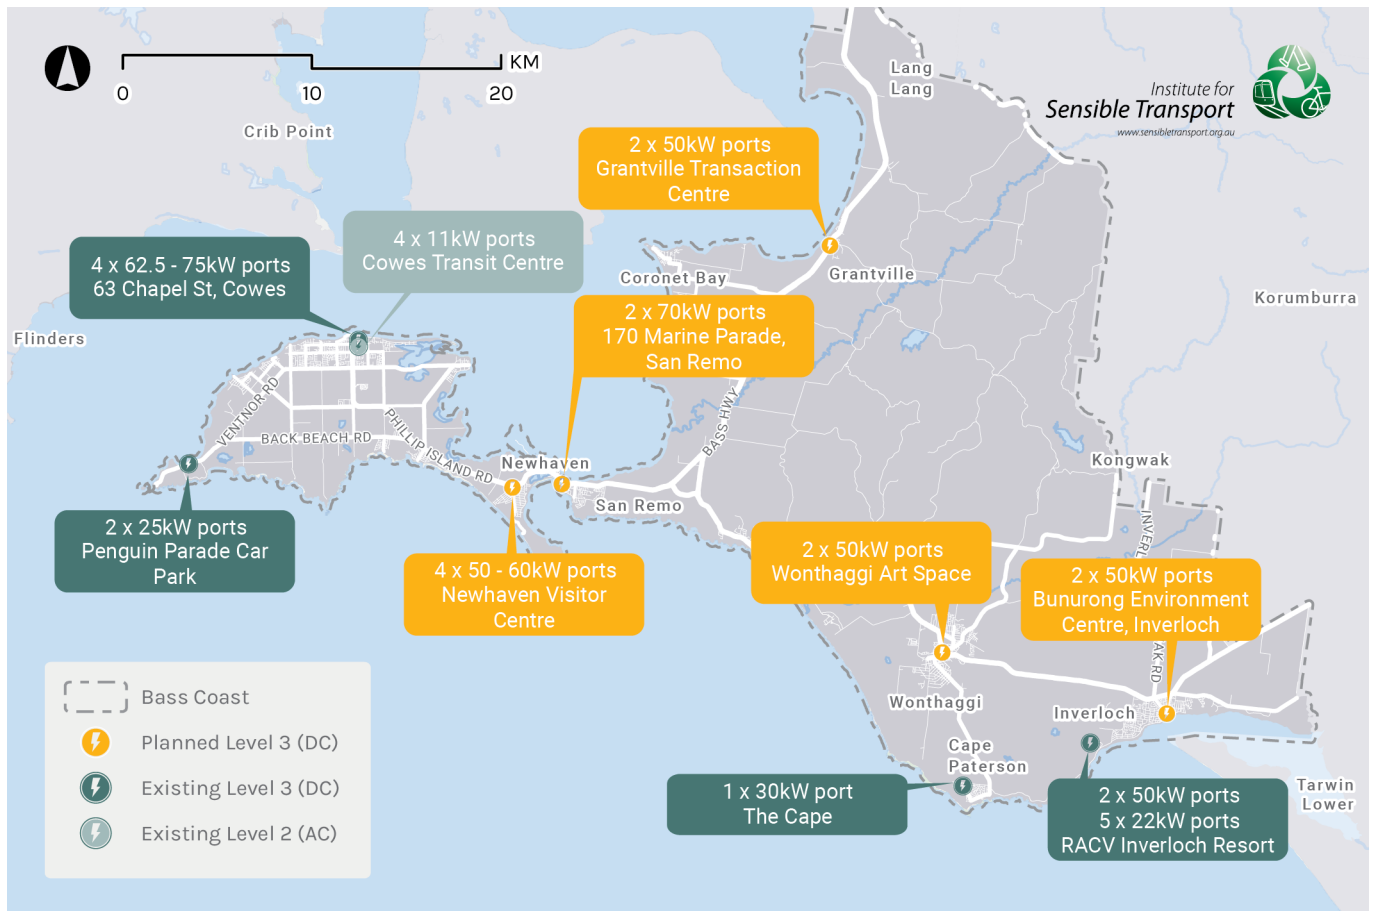 KM
0 10 20
Institute for
Sensible Transport
www.sensibletransport.org.au
Lang
Lang
Crib Point
2 x 50kW ports
Grantville Transaction
Centre
4 x 11kW ports
Cowes Transit Centre
4 x 62.5 - 75kW ports
63 Chapel St, Cowes
Coronet Bay
Grantville
Korumburra
Flinders
2 x 70kW ports
170 Marine Parade,
San Remo
VENTNOR RD
BACK BEACH RD
PHILLIP ISLAND RD
BASS HWY
Newhaven
Kongwak
San Remo
2 x 25kW ports
Penguin Parade Car
Park
4 x 50 - 60kW ports
Newhaven Visitor
Centre
2 x 50kW ports
Wonthaggi Art Space
INVERL
2 x 50kW ports
Bunurong Environment
Centre, Inverloch
AK RD
Wonthaggi
Inverloch
Cape
Paterson
1 x 30kW port
The Cape
2 x 50kW ports
5 x 22kW ports
RACV Inverloch Resort
Tarwin
Lower
Bass Coast
Planned Level 3 (DC)
Existing Level 3 (DC)
Existing Level 2 (AC)